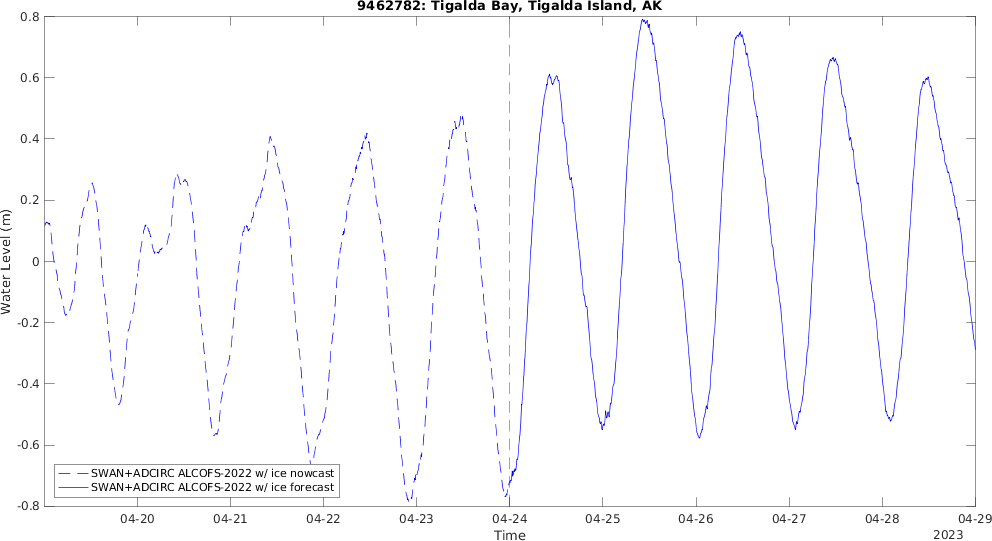 9462782: Tigalda Bay, Tigalda Island, AK
0.8
0.6
0.4
0.2
0
-0.2
-0.4
-0.6
-0.8
Water Level (m)
SWAN+ADCIRC ALCOFS-2022 w/ ice nowcast
SWAN+ADCIRC ALCOFS-2022 w/ ice forecast
04-20 04-21 04-22 04-23 04-24 04-25 04-26 04-27 04-28 04-29
Time
2023